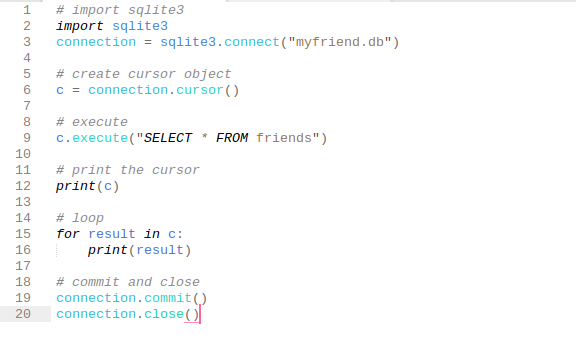 1 # import sqlite3
2 import sqlite3
3 connection = sqlite3.connect("myfriend.db")
4
5 # create cursor object
6 c = connection.cursor()
7
8 # execute
9 c.execute("SELECT * FROM friends")
10
11 # print the cursor
12 print(c)
13
14 # loop
15 for result in c:
16     print(result)
17
18 # commit and close
19 connection.commit()
20 connection.close()